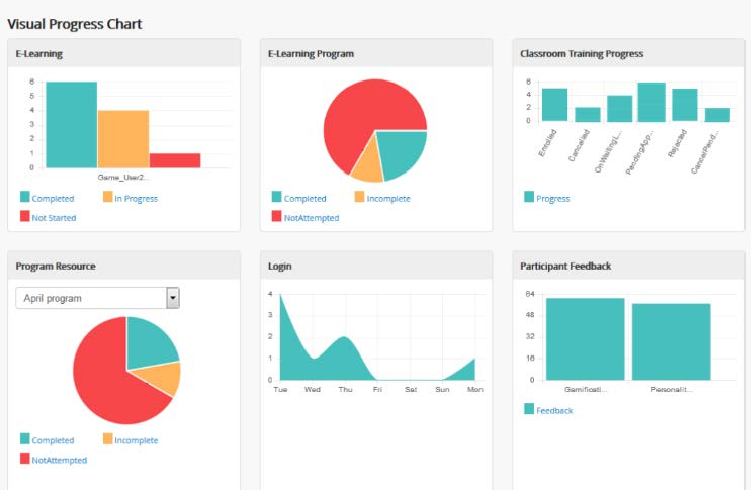 Visual Progress Chart
E-Learning
6
5
4
3
2
1
0
Game_User2...
Completed
In Progress
Not Started
E-Learning Program
Completed
Incomplete
NotAttempted
Classroom Training Progress
6
4
2
0
Enrolled
Cancelled
OnWaitingL...
PendingApp...
Rejected
CancelPend...
Progress
Program Resource
April program
Completed
Incomplete
NotAttempted
Login
4
3
2
1
0
Tue Wed Thu Fri Sat Sun Mon
Participant Feedback
64
48
32
16
0
Gamificati... Personalit...
Feedback